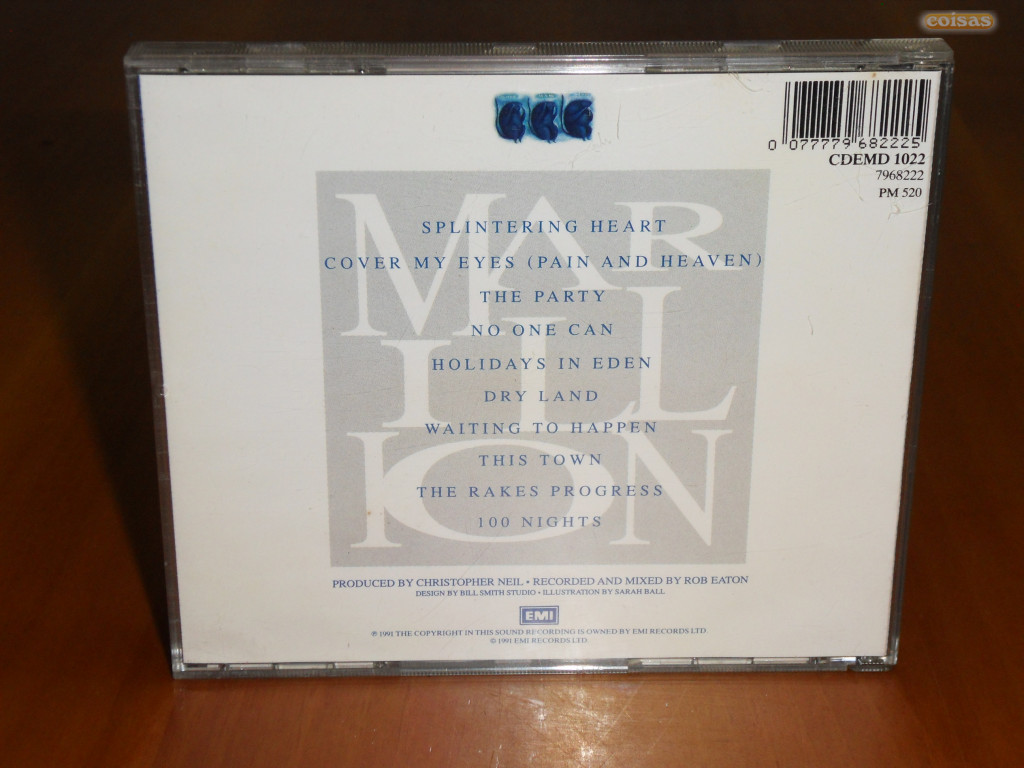 coisas
0 077779 682225
CDEMD 1022
7968222
PM 520
MARILLION
SPLINTERING HEART
COVER MY EYES (PAIN AND HEAVEN)
THE PARTY
NO ONE CAN
HOLIDAYS IN EDEN
DRY LAND
WAITING TO HAPPEN
THIS TOWN
THE RAKES PROGRESS
100 NIGHTS
PRODUCED BY CHRISTOPHER NEIL • RECORDED AND MIXED BY ROB EATON
DESIGN BY BILL SMITH STUDIO • ILLUSTRATION BY SARAH BALL
EMI
℗ 1991 THE COPYRIGHT IN THIS SOUND RECORDING IS OWNED BY EMI RECORDS LTD.
© 1991 EMI RECORDS LTD.